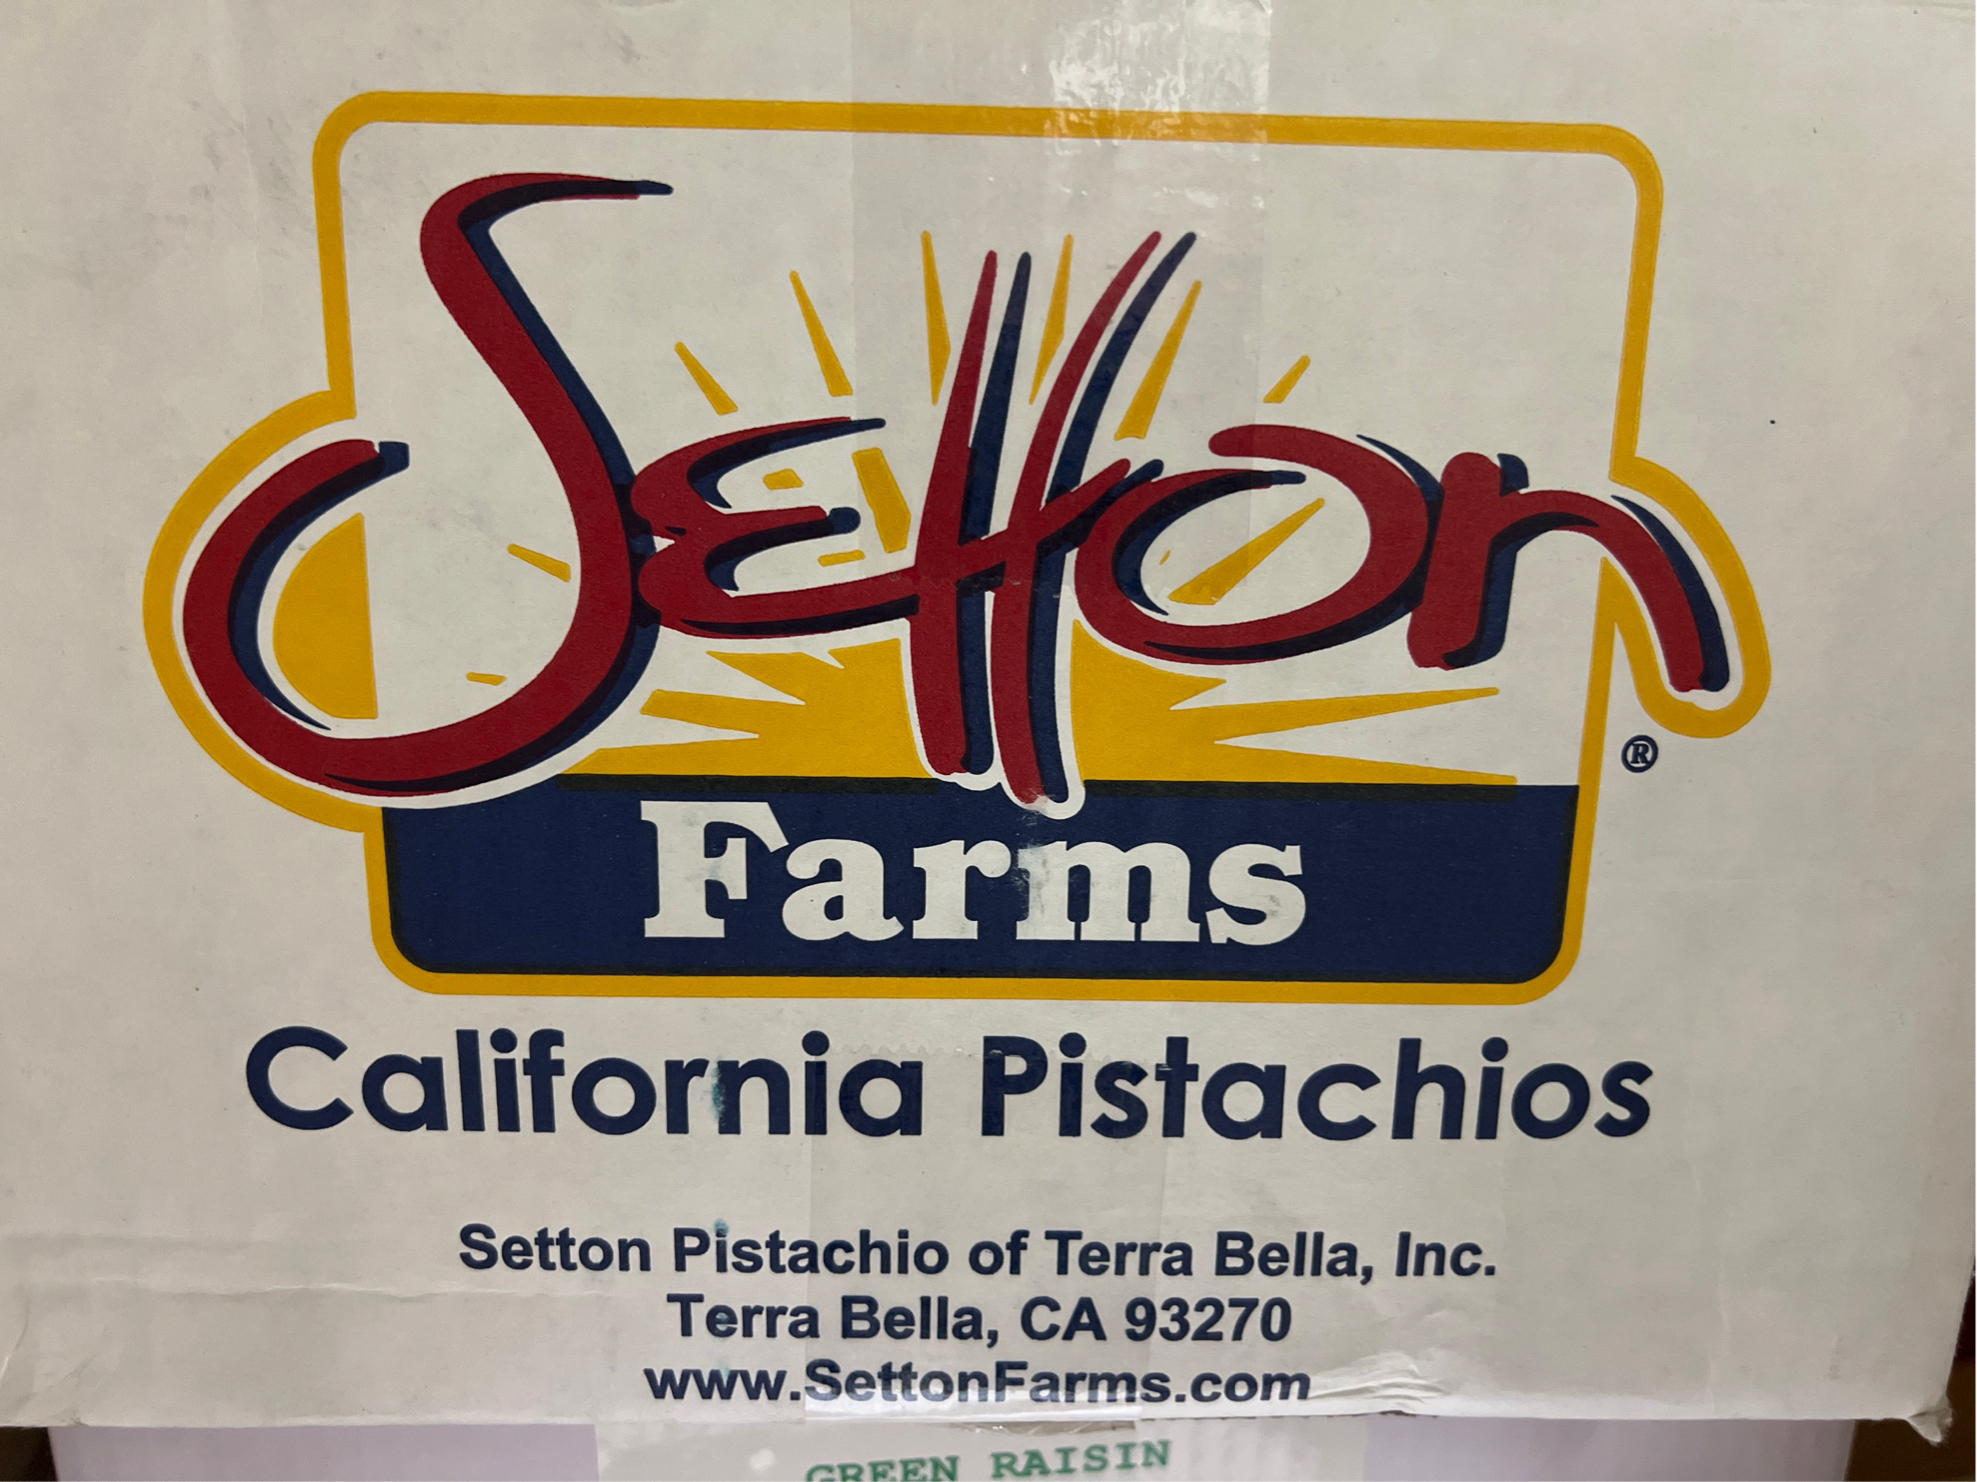 Setton
Farms
®
California Pistachios
Setton Pistachio of Terra Bella, Inc.
Terra Bella, CA 93270
www.SettonFarms.com
GREEN RAISIN